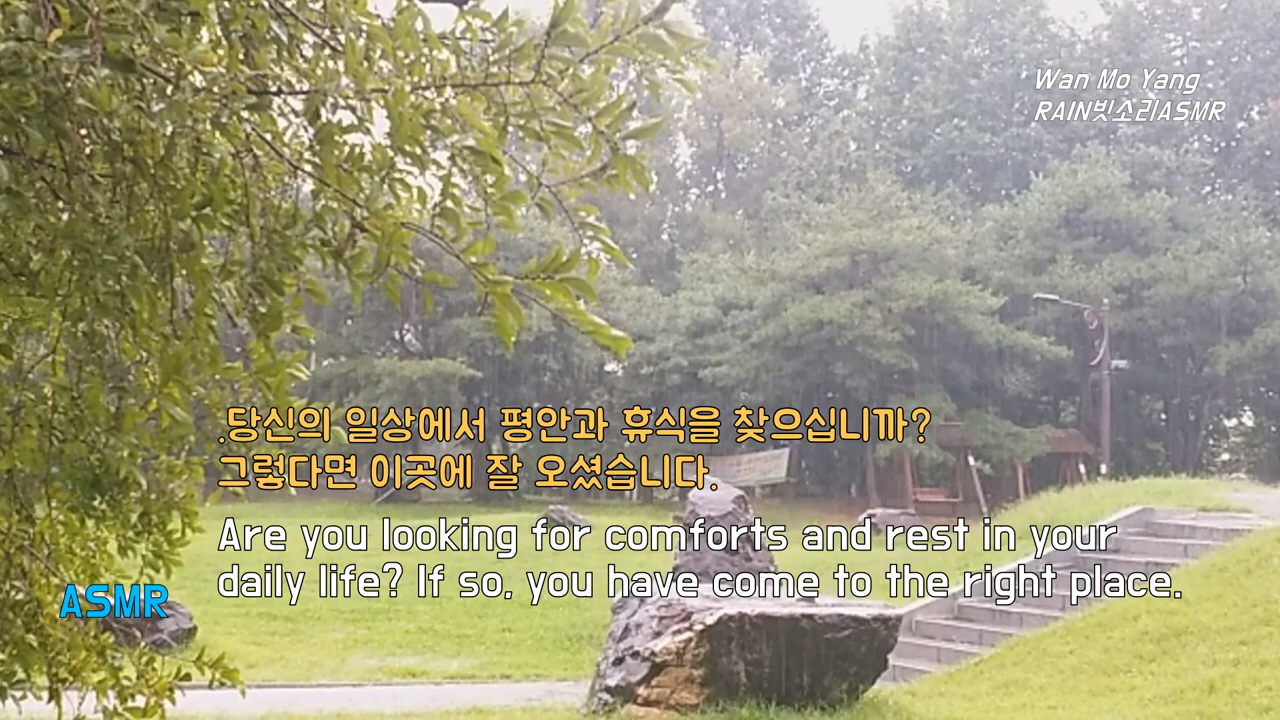 Wan Mo Yang
RAIN빗소리ASMR
.당신의 일상에서 평안과 휴식을 찾으십니까?
그렇다면 이곳에 잘 오셨습니다.
Are you looking for comforts and rest in your
daily life? If so, you have come to the right place.
ASMR